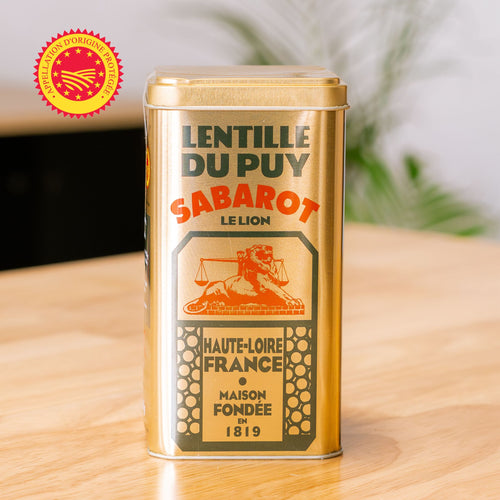 APPELLATION D'ORIGINE PROTÉGÉE
LENTILLE
DU PUY
SABAROT
LE LION
HAUTE-LOIRE
FRANCE
MAISON
FONDÉE
EN
1819